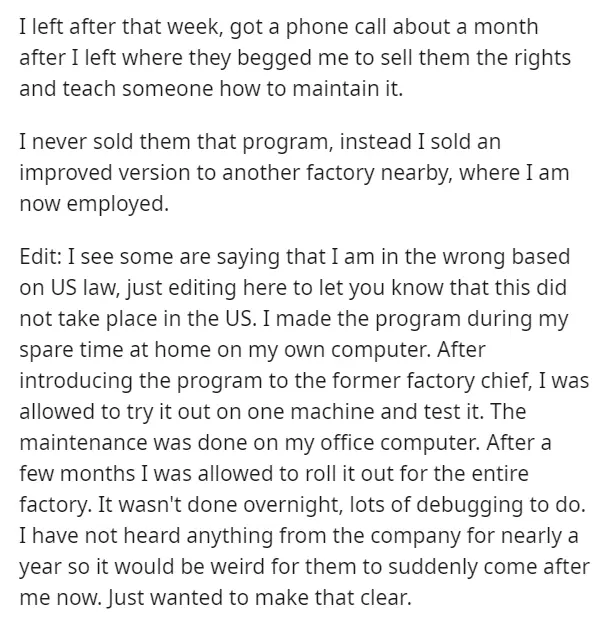 I left after that week, got a phone call about a month
after I left where they begged me to sell them the rights
and teach someone how to maintain it.
I never sold them that program, instead I sold an
improved version to another factory nearby, where I am
now employed.
Edit: I see some are saying that I am in the wrong based
on US law, just editing here to let you know that this did
not take place in the US. I made the program during my
spare time at home on my own computer. After
introducing the program to the former factory chief, I was
allowed to try it out on one machine and test it. The
maintenance was done on my office computer. After a
few months I was allowed to roll it out for the entire
factory. It wasn't done overnight, lots of debugging to do.
I have not heard anything from the company for nearly a
year so it would be weird for them to suddenly come after
me now. Just wanted to make that clear.